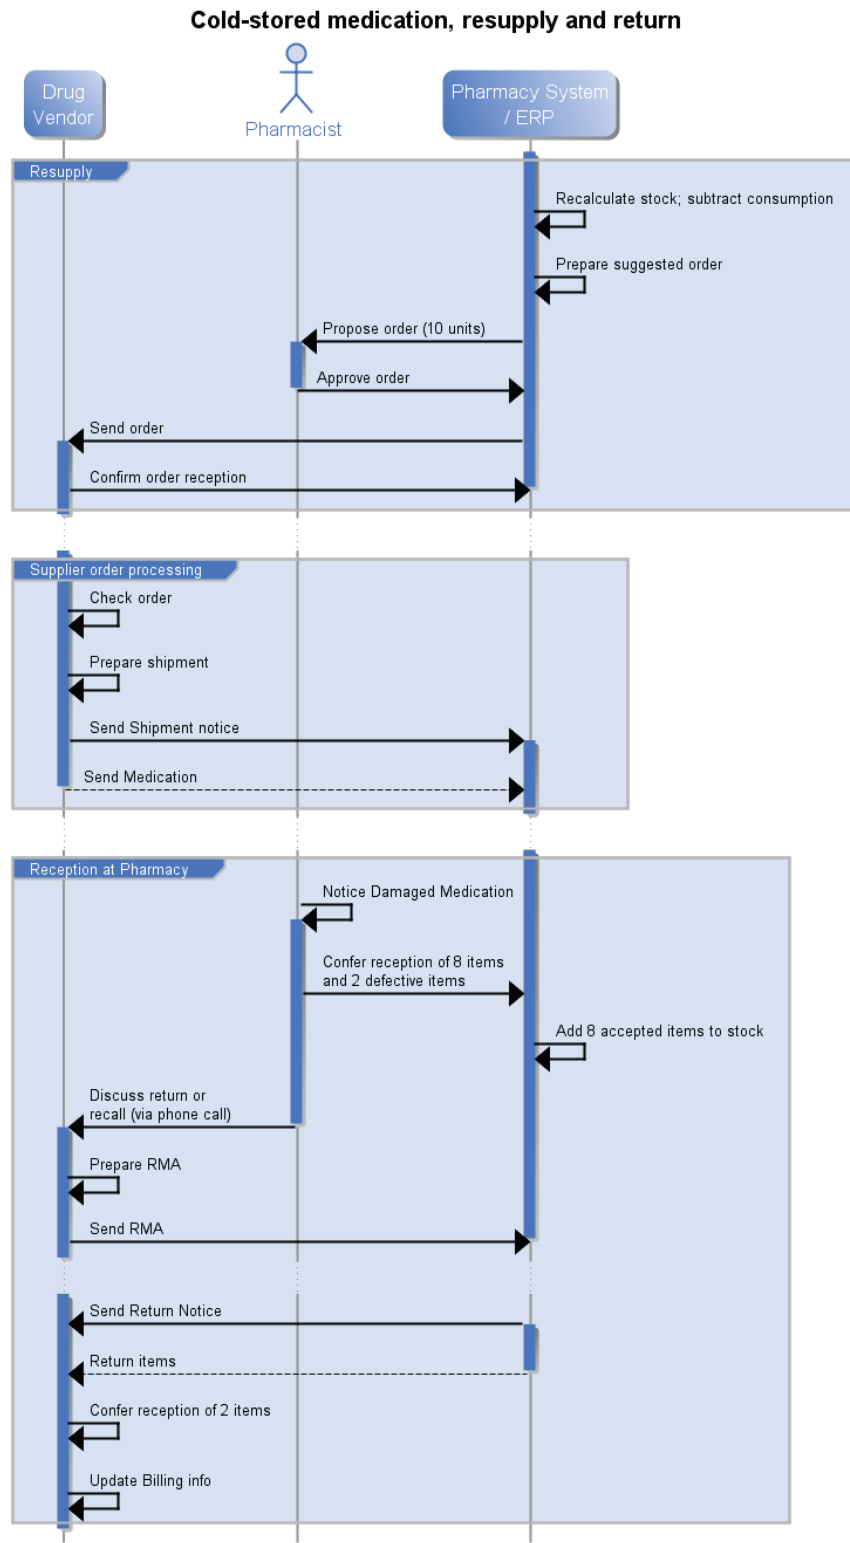 Cold-stored medication, resupply and return
Drug
Vendor
Pharmacist
Pharmacy System
/ ERP
Resupply
Recalculate stock; subtract consumption
Prepare suggested order
Propose order (10 units)
Approve order
Send order
Confirm order reception
Supplier order processing
Check order
Prepare shipment
Send Shipment notice
Send Medication
Reception at Pharmacy
Notice Damaged Medication
Confer reception of 8 items
and 2 defective items
Add 8 accepted items to stock
Discuss return or
recall (via phone call)
Prepare RMA
Send RMA
Send Return Notice
Return items
Confer reception of 2 items
Update Billing info